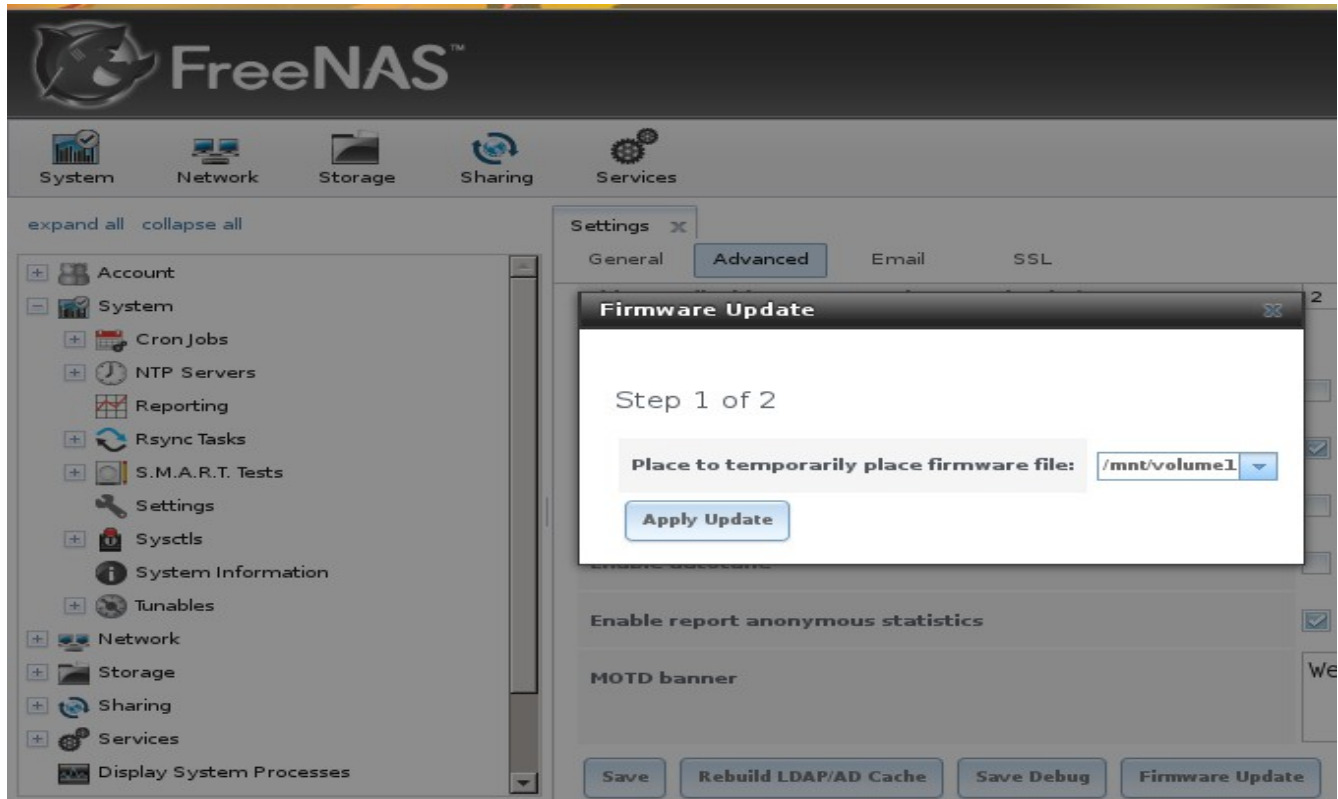 FreeNAS™
System Network Storage Sharing Services
expand all collapse all
Account
System
Cron Jobs
NTP Servers
Reporting
Rsync Tasks
S.M.A.R.T. Tests
Settings
Sysctls
System Information
Tunables
Network
Storage
Sharing
Services
Display System Processes
Settings
General Advanced Email SSL
2
Firmware Update
Step 1 of 2
Place to temporarily place firmware file: /mnt/volume1
Apply Update
Enable report anonymous statistics
MOTD banner
We
Save Rebuild LDAP/AD Cache Save Debug Firmware Update